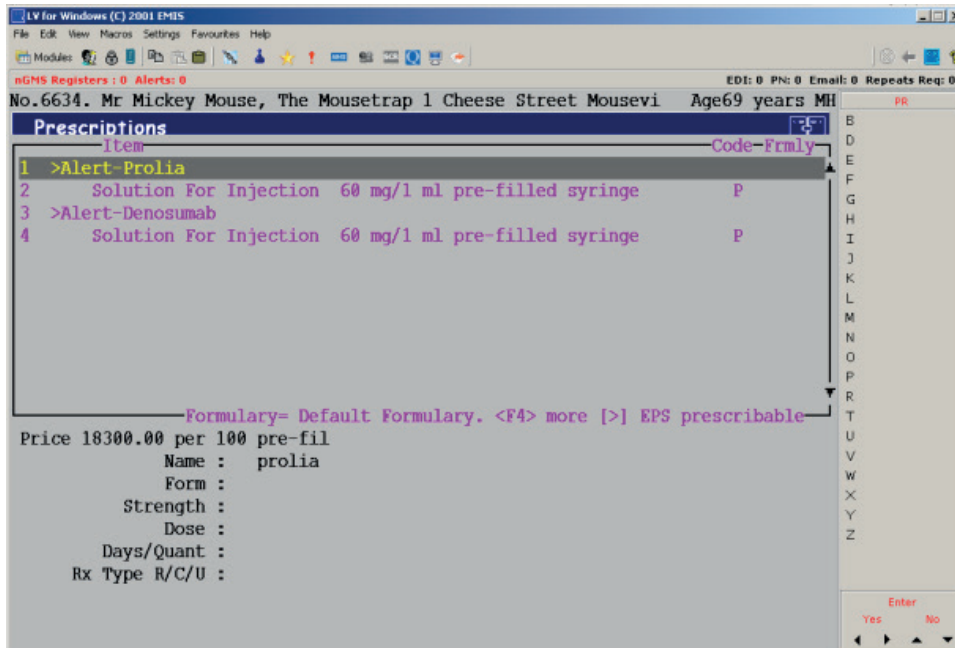 LV for Windows (C) 2001 EMIS
File Edit View Macros Settings Favourites Help
Modules
nGMS Registers : 0 Alerts: 0 EDI: 0 PN: 0 Email: 0 Repeats Req: 0
No.6634. Mr Mickey Mouse, The Mousetrap 1 Cheese Street Mousevi Age69 years MH
PR
Prescriptions
Item Code Frmly
1 >Alert-Prolia
2 Solution For Injection 60 mg/1 ml pre-filled syringe P
3 >Alert-Denosumab
4 Solution For Injection 60 mg/1 ml pre-filled syringe P
Formulary= Default Formulary. <F4> more [>] EPS prescribable
Price 18300.00 per 100 pre-fil
Name : prolia
Form :
Strength :
Dose :
Days/Quant :
Rx Type R/C/U :
B
D
E
F
G
H
I
J
K
L
M
N
O
P
R
T
U
V
W
X
Y
Z
Enter
Yes No